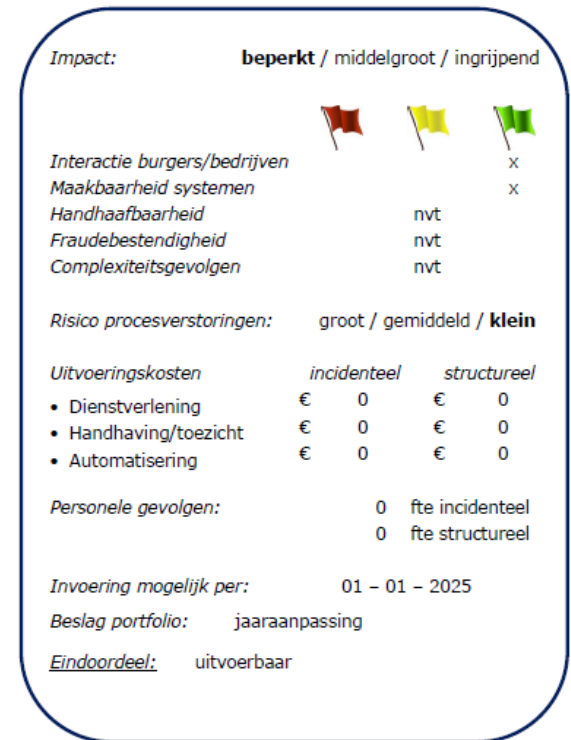 Impact: beperkt / middelgroot / ingrijpend
Interactie burgers/bedrijven x
Maakbaarheid systemen x
Handhaafbaarheid nvt
Fraudebestendigheid nvt
Complexiteitsgevolgen nvt
Risico procesverstoringen: groot / gemiddeld / klein
Uitvoeringskosten incidenteel structureel
• Dienstverlening € 0 € 0
• Handhaving/toezicht € 0 € 0
• Automatisering € 0 € 0
Personele gevolgen: 0 fte incidenteel
0 fte structureel
Invoering mogelijk per: 01 – 01 – 2025
Beslag portfolio: jaaraanpassing
Eindoordeel: uitvoerbaar